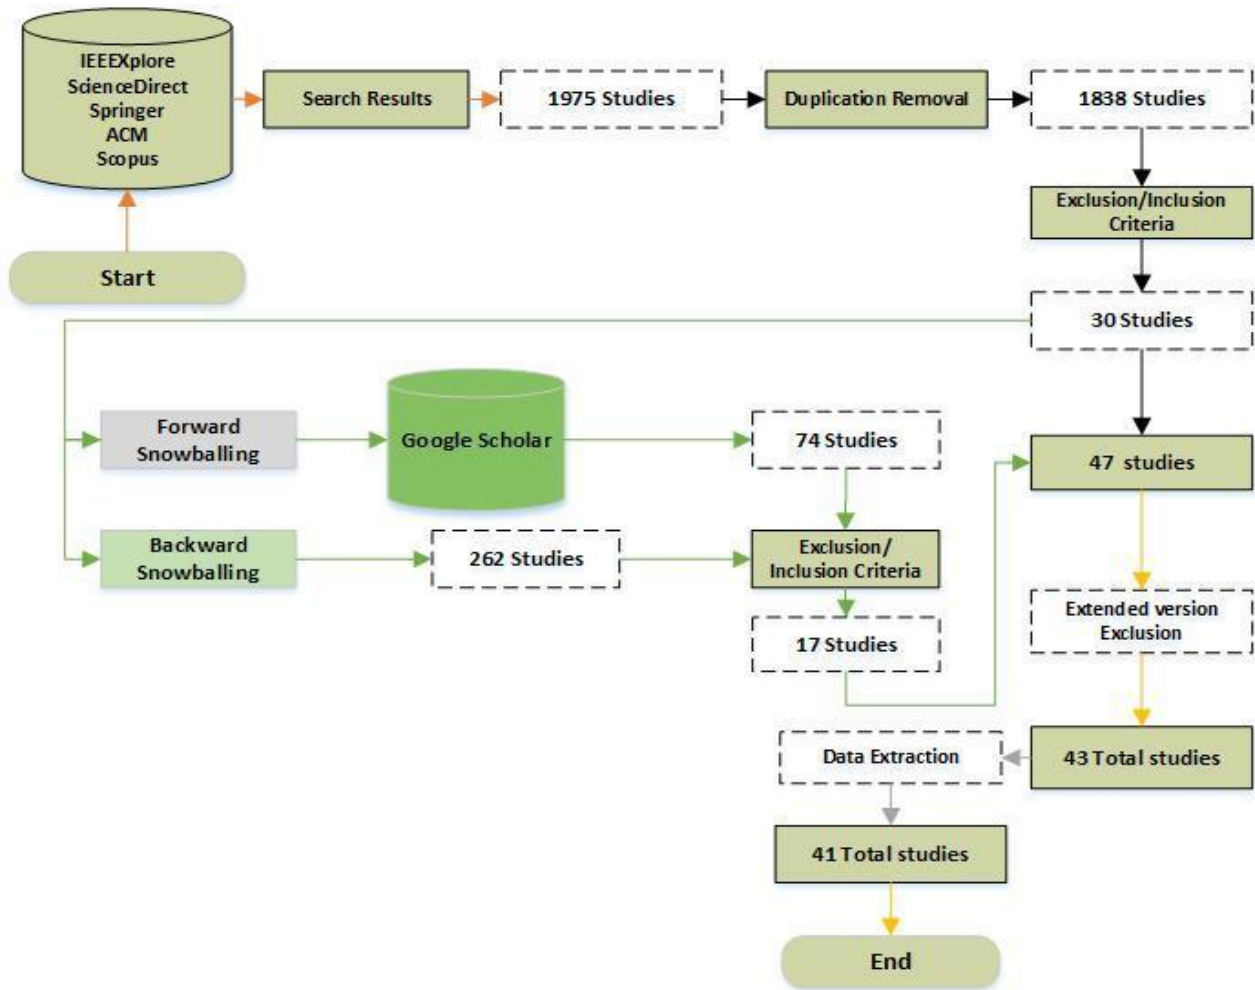 IEEEXplore
ScienceDirect
Springer
ACM
Scopus
Search Results
1975 Studies
Duplication Removal
1838 Studies
Exclusion/Inclusion
Criteria
Start
30 Studies
Forward
Snowballing
Google Scholar
74 Studies
47 studies
Backward
Snowballing
262 Studies
Exclusion/
Inclusion Criteria
17 Studies
Extended version
Exclusion
43 Total studies
Data Extraction
41 Total studies
End